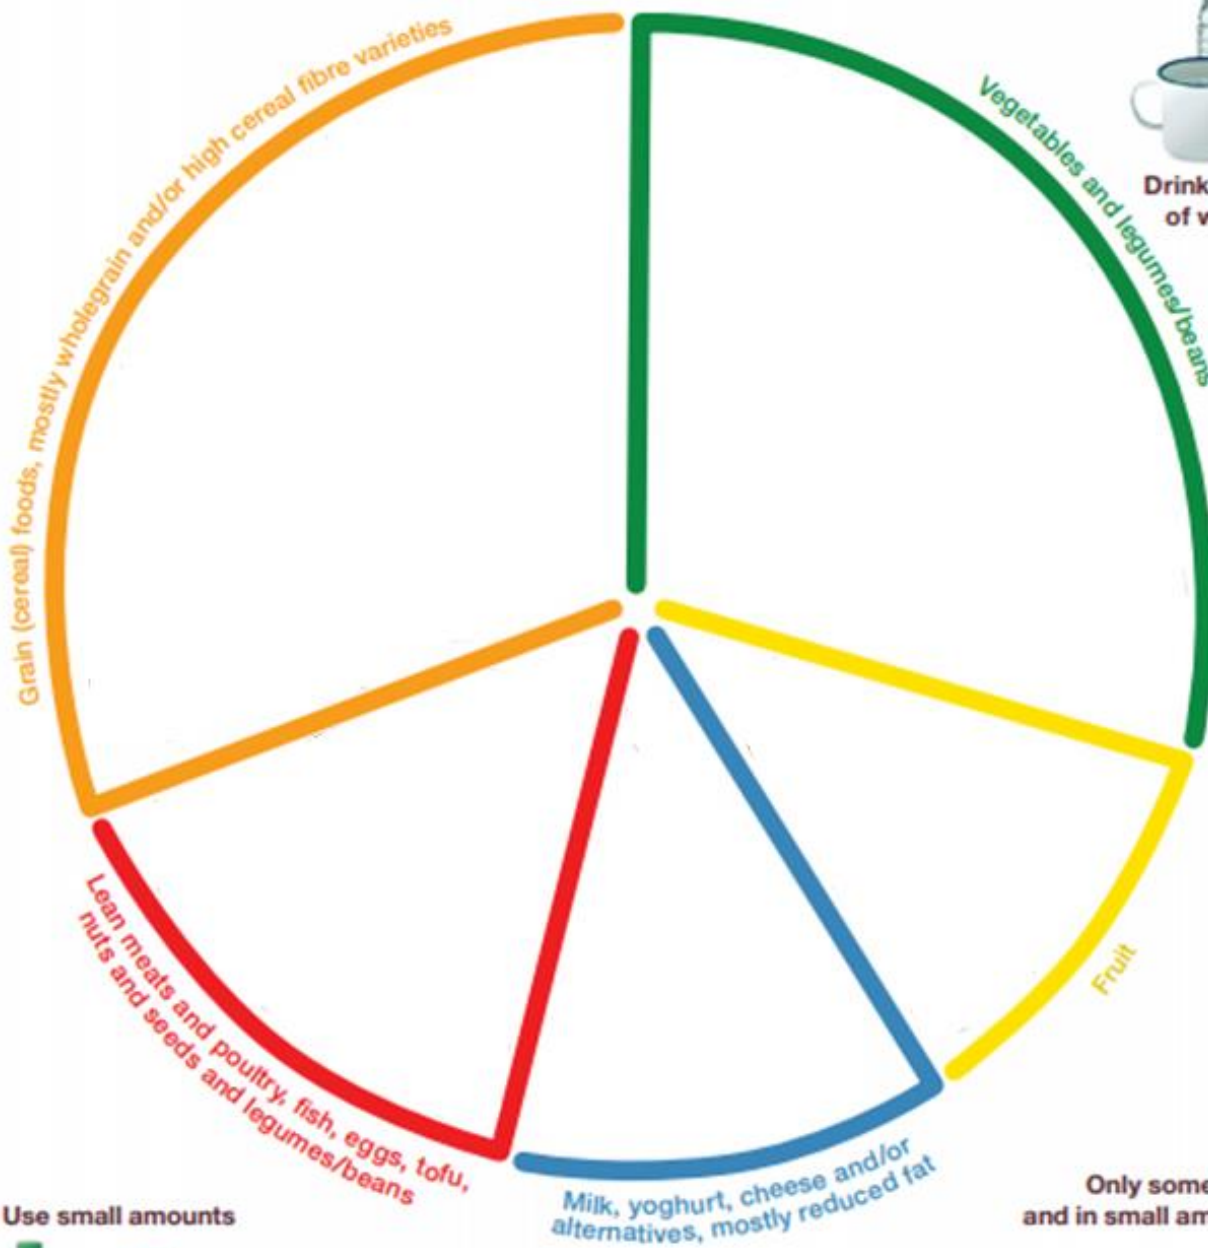 Grain (cereal) foods, mostly wholegrain and/or high cereal fibre varieties
Vegetables and legumes/beans
Drink
of
Fruit
Lean meats and poultry, fish, eggs, tofu,
nuts and seeds and legumes/beans
Milk, yoghurt, cheese and/or
alternatives, mostly reduced fat
Use small amounts
Only some
and in small